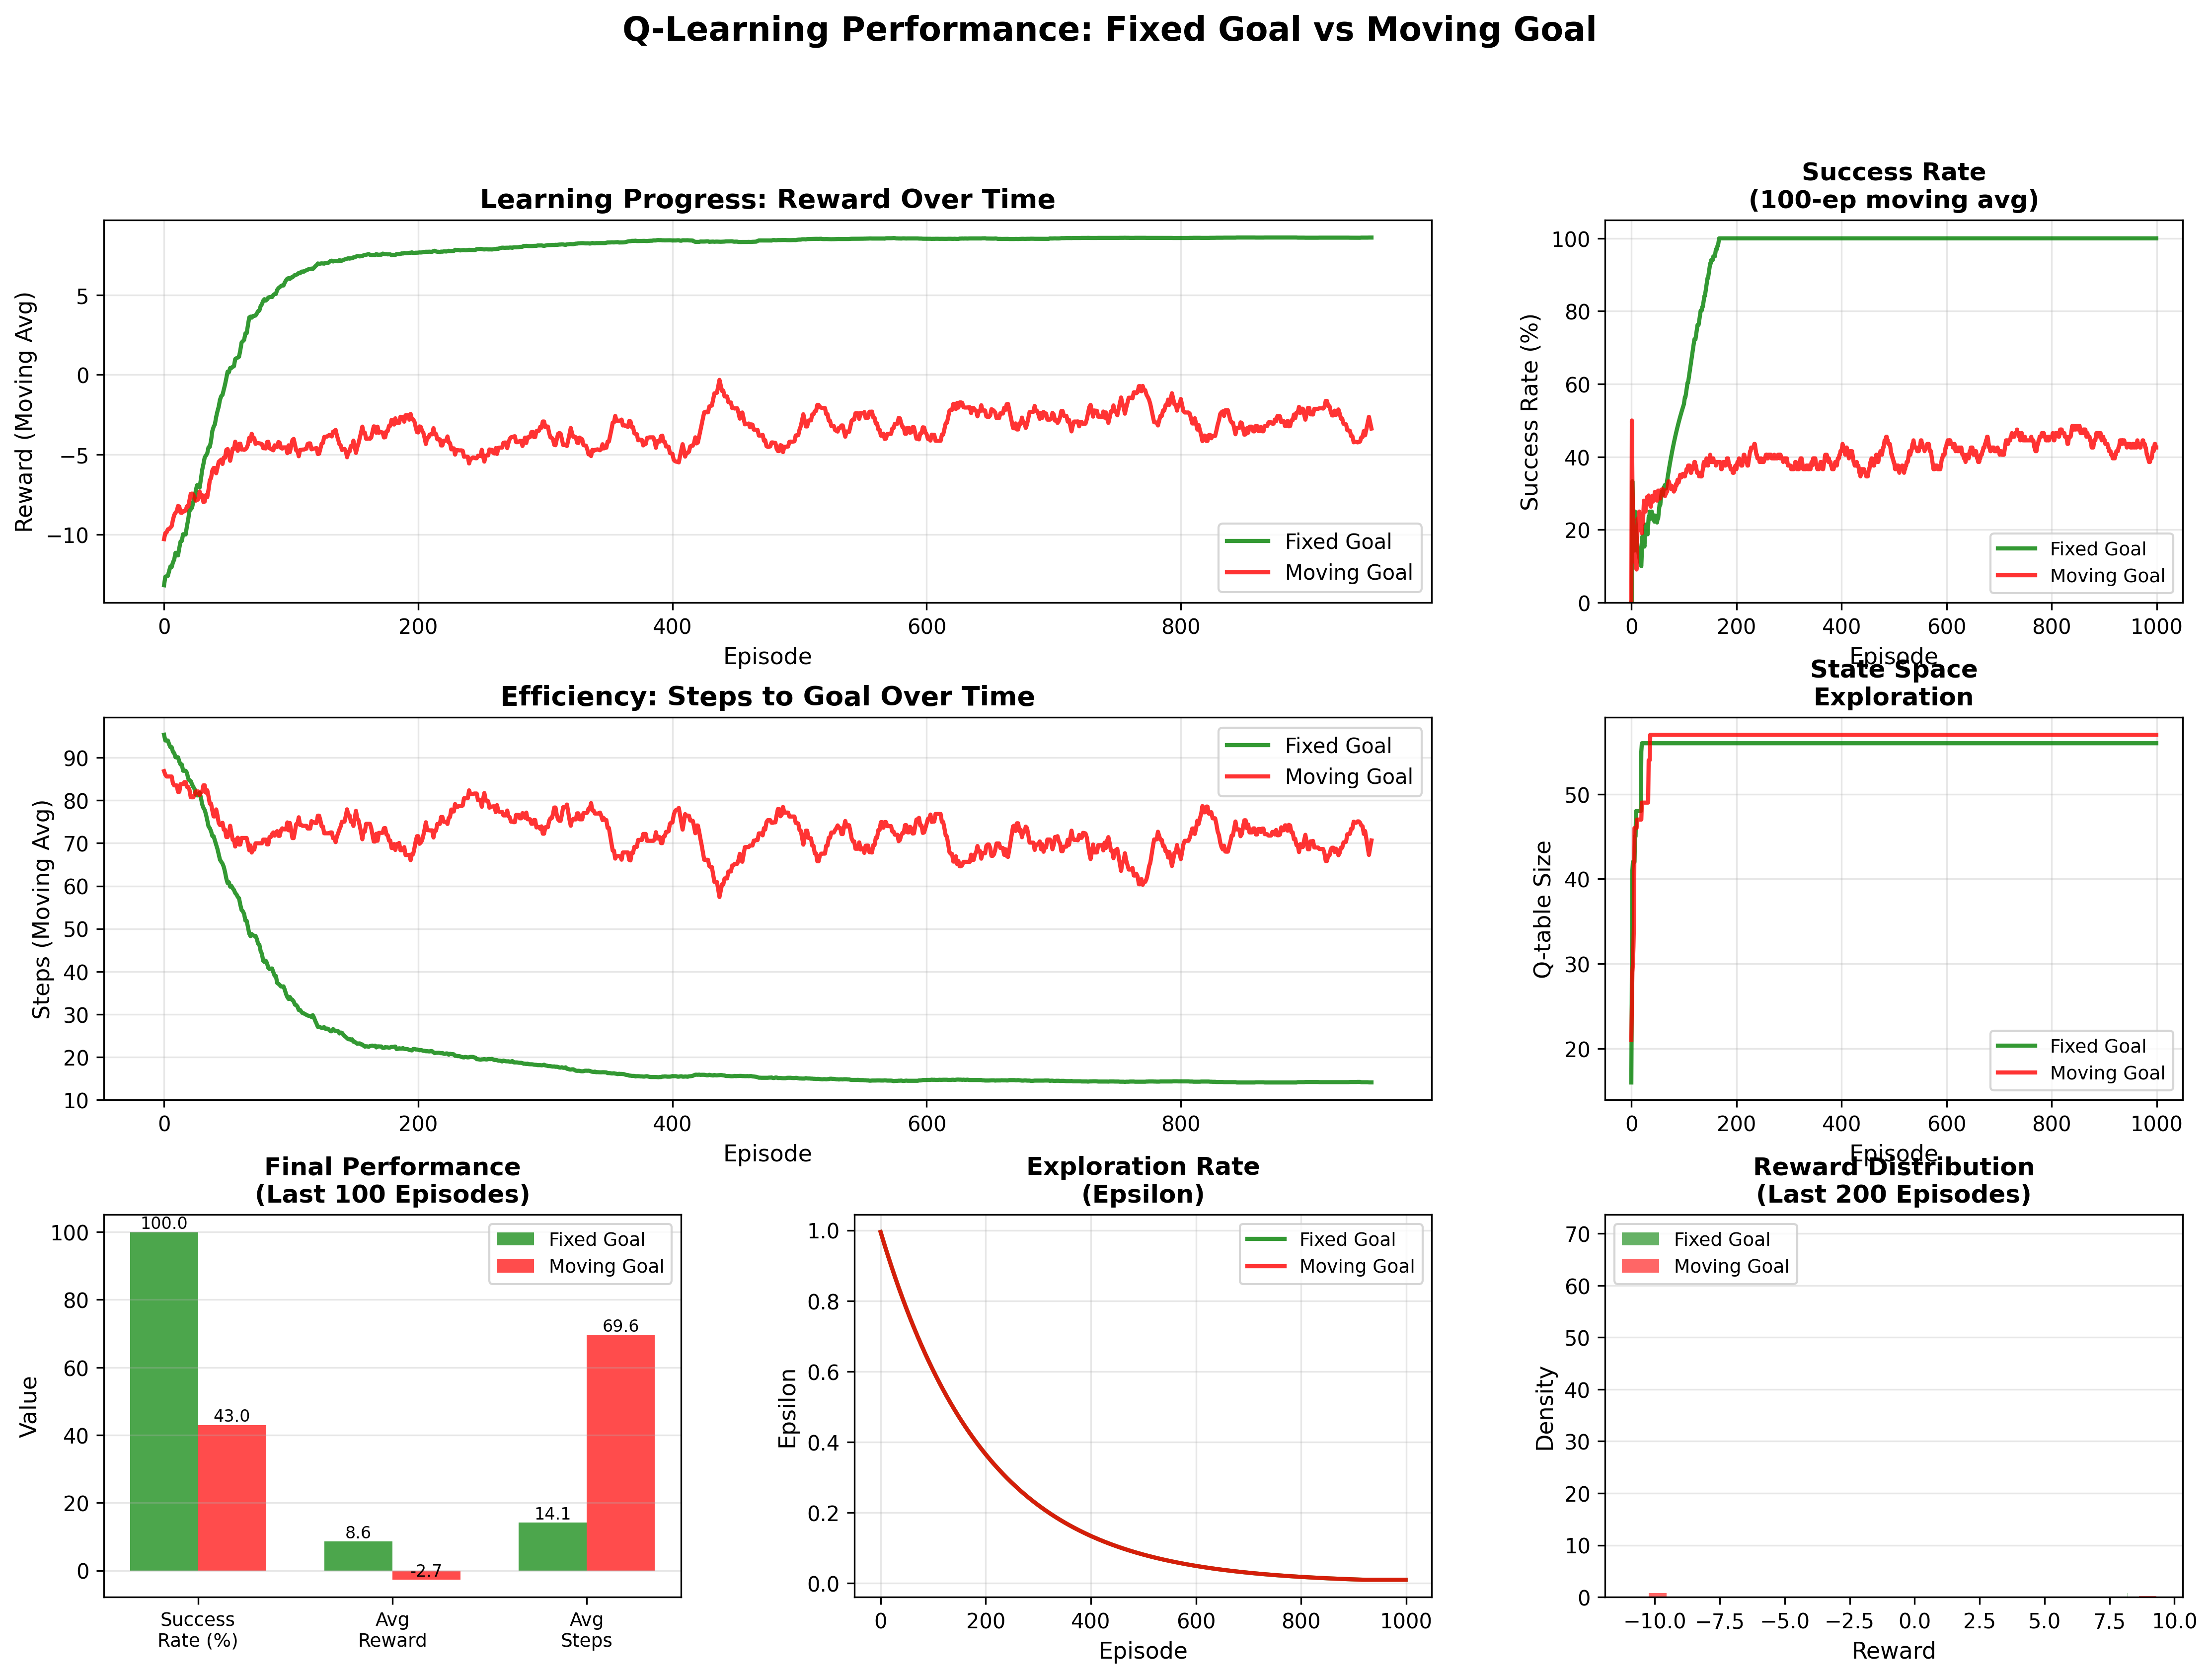 Q-Learning Performance: Fixed Goal vs Moving Goal
Learning Progress: Reward Over Time
Reward (Moving Avg)
5
0
−5
−10
0 200 400 600 800
Episode
Fixed Goal
Moving Goal
Success Rate
(100-ep moving avg)
Success Rate (%)
100
80
60
40
20
0
0 200 400 600 800 1000
Episode
Fixed Goal
Moving Goal
Efficiency: Steps to Goal Over Time
Steps (Moving Avg)
90
80
70
60
50
40
30
20
10
0 200 400 600 800
Episode
Fixed Goal
Moving Goal
State Space
Exploration
Q-table Size
50
40
30
20
0 200 400 600 800 1000
Episode
Fixed Goal
Moving Goal
Final Performance
(Last 100 Episodes)
Value
100
80
60
40
20
0
100.0
43.0
8.6
-2.7
14.1
69.6
Success
Rate (%)
Avg
Reward
Avg
Steps
Fixed Goal
Moving Goal
Exploration Rate
(Epsilon)
Epsilon
1.0
0.8
0.6
0.4
0.2
0.0
0 200 400 600 800 1000
Episode
Fixed Goal
Moving Goal
Reward Distribution
(Last 200 Episodes)
Density
70
60
50
40
30
20
10
0
−10.0 −7.5 −5.0 −2.5 0.0 2.5 5.0 7.5 10.0
Reward
Fixed Goal
Moving Goal